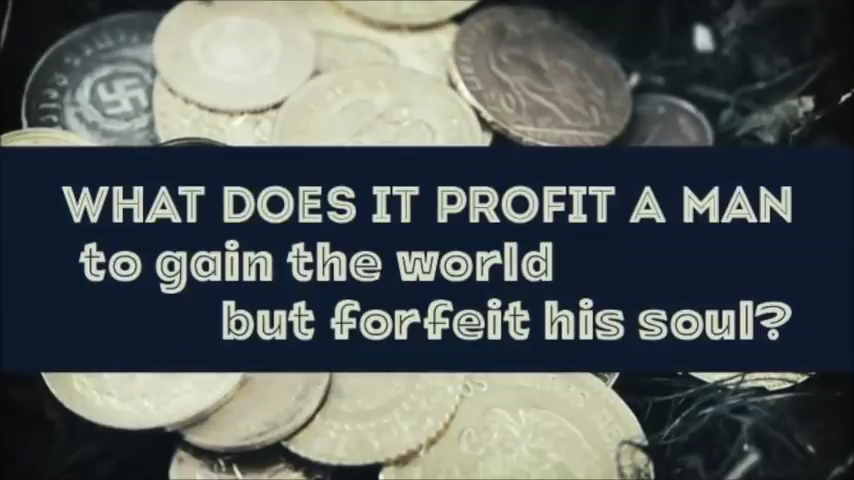 WHAT DOES IT PROFIT A MAN
to gain the world
but forfeit his soul?